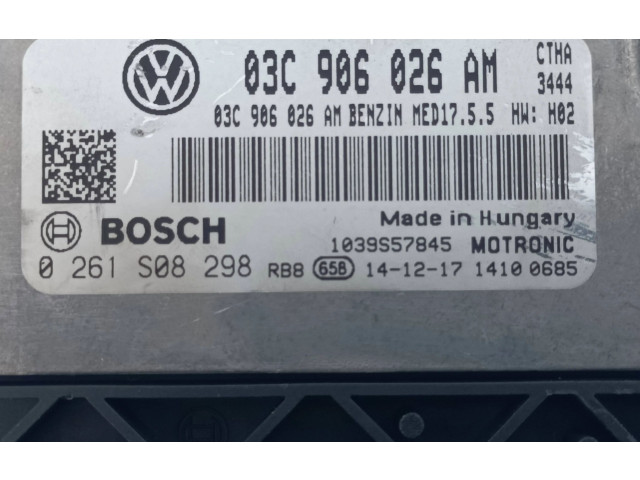 03C 906 026 AM CTHA
3444
03C 906 026 AM BENZIN MED17.5.5 HW: H02
BOSCH Made in Hungary
1039S57845 MOTRONIC
0 261 S08 298 RB8 658 14-12-17 1410 0685